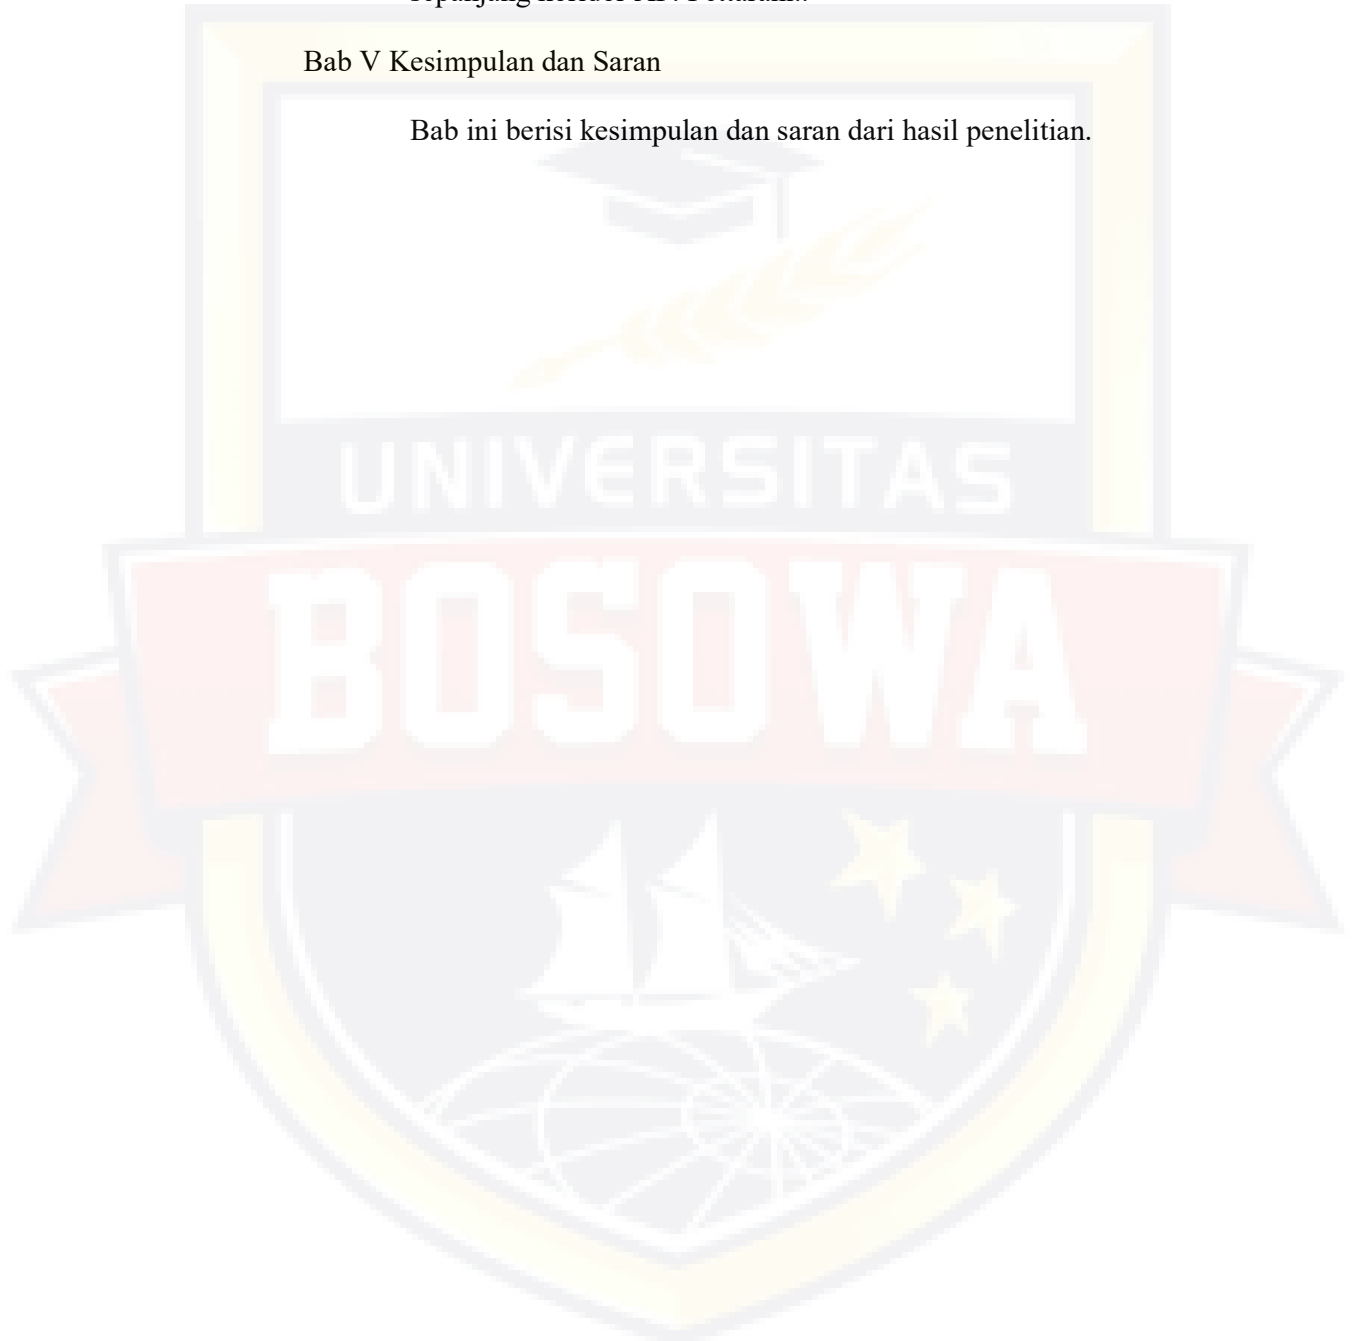 Bab V Kesimpulan dan Saran
Bab ini berisi kesimpulan dan saran dari hasil penelitian.
UNIVERSITAS
BOSOWA